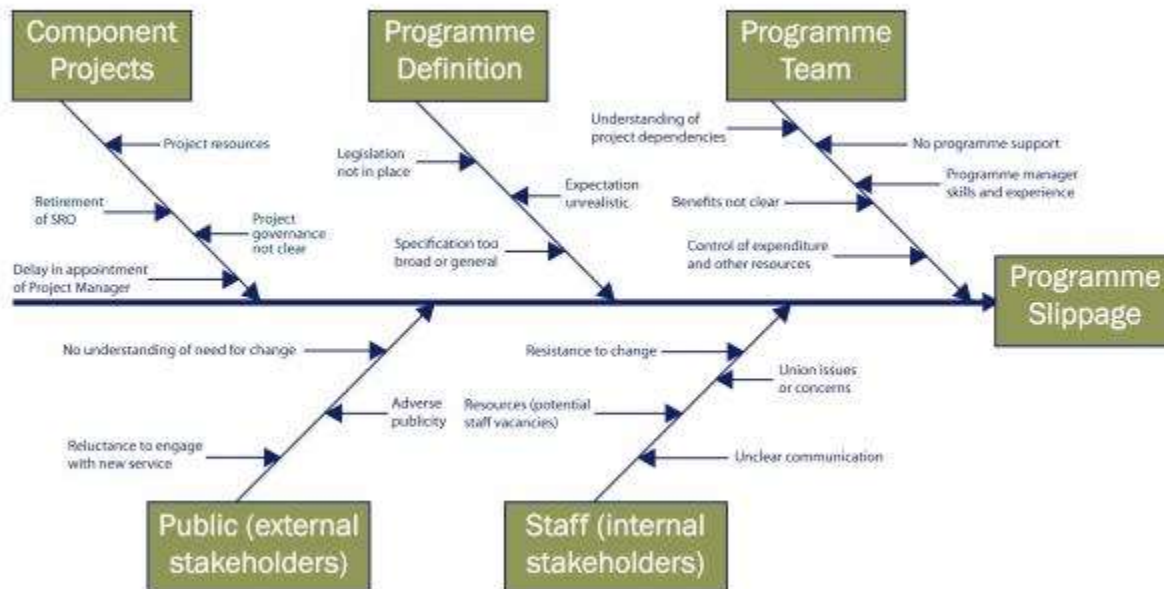 Component
Projects
Programme
Definition
Programme
Team
Project resources
Retirement
of SRO
Project
governance
not clear
Delay in appointment
of Project Manager
Legislation
not in place
Expectation
unrealistic
Specification too
broad or general
Understanding of
project dependencies
No programme support
Programme manager
skills and experience
Benefits not clear
Control of expenditure
and other resources
Programme
Slippage
No understanding of need for change
Adverse
publicity
Reluctance to engage
with new service
Resistance to change
Union issues
or concerns
Resources (potential
staff vacancies)
Unclear communication
Public (external
stakeholders)
Staff (internal
stakeholders)